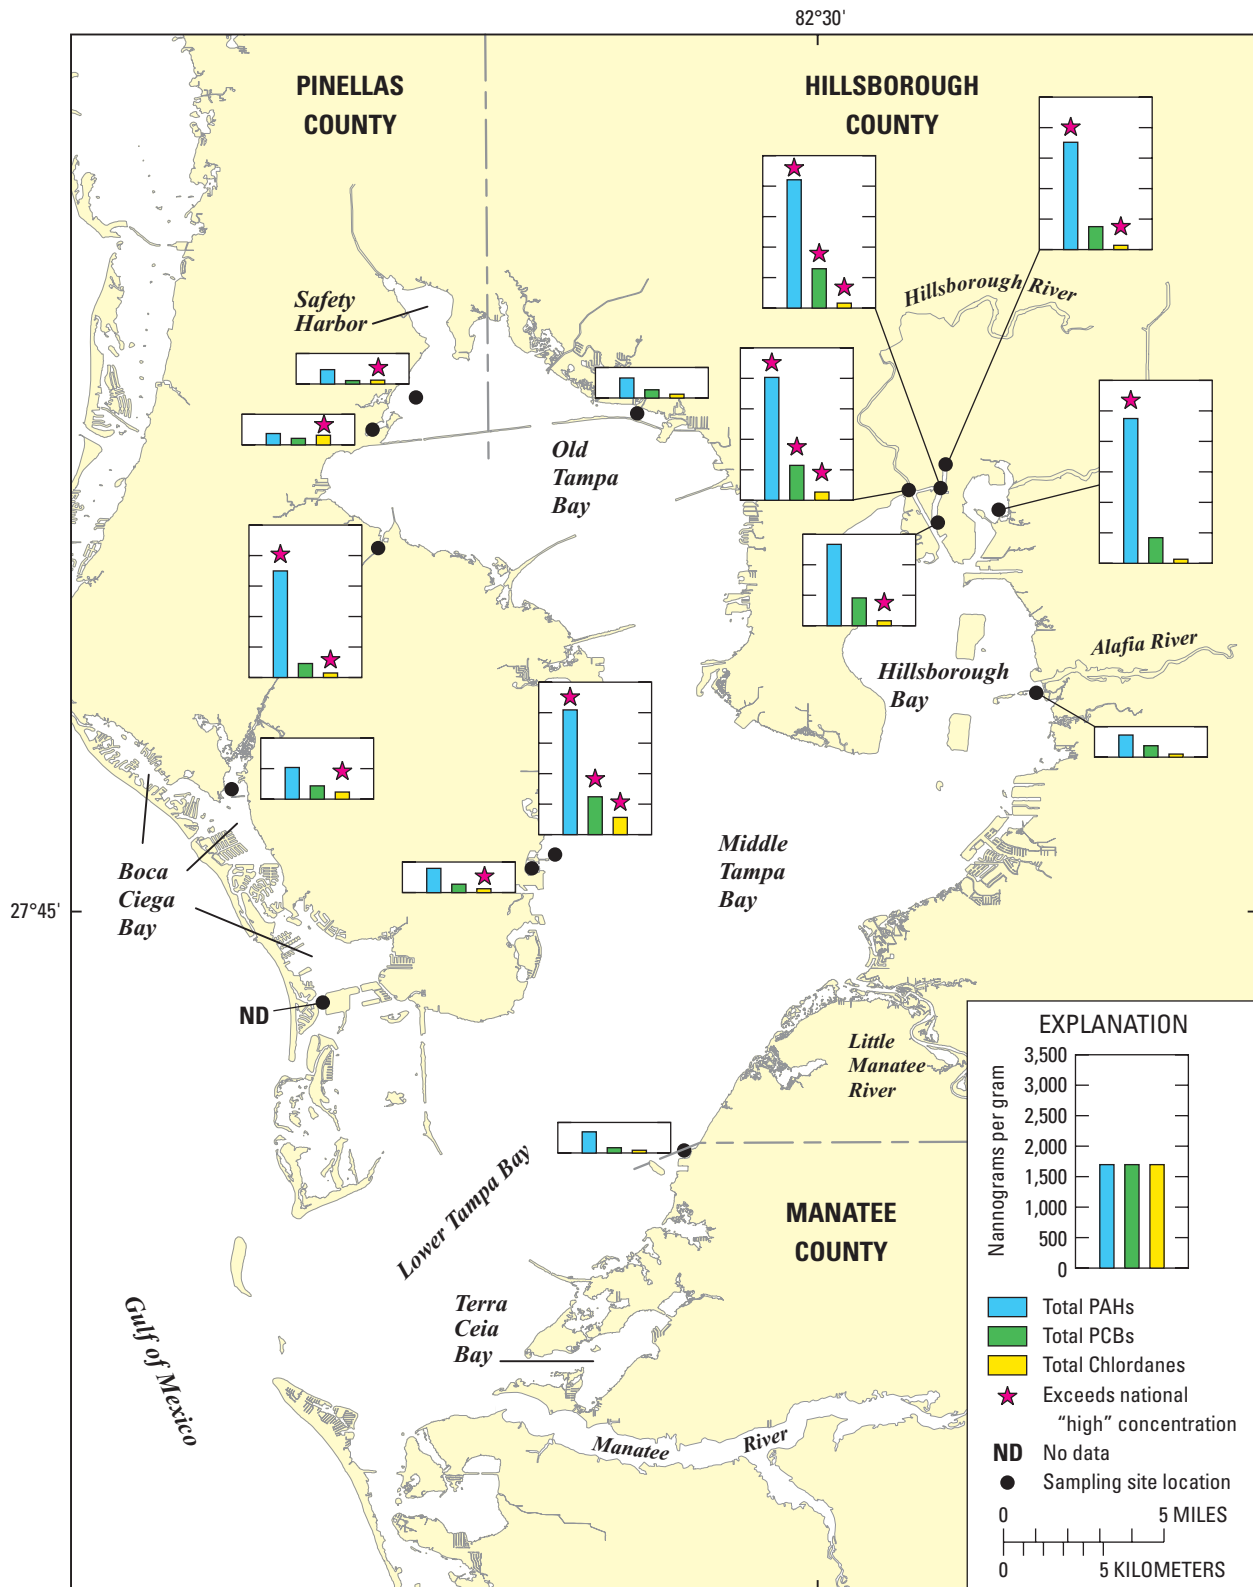 82°30'
PINELLAS
COUNTY
HILLSBOROUGH
COUNTY
Hillsborough River
Safety
Harbor
Old
Tampa
Bay
Alafia River
Hillsborough
Bay
Middle
Tampa
Bay
Boca
Ciega
Bay
27°45'
ND
Little
Manatee
River
Lower Tampa Bay
MANATEE
COUNTY
Terra
Ceia
Bay
Gulf of Mexico
Manatee River
EXPLANATION
Nannograms per gram
3,500
3,000
2,500
2,000
1,500
1,000
500
0
Total PAHs
Total PCBs
Total Chlordanes
Exceeds national
“high” concentration
ND No data
Sampling site location
0 5 MILES
0 5 KILOMETERS